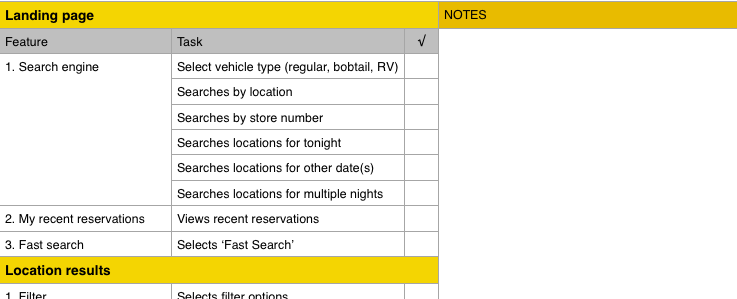 Landing page NOTES
Feature Task √
1. Search engine Select vehicle type (regular, bobtail, RV)
Searches by location
Searches by store number
Searches locations for tonight
Searches locations for other date(s)
Searches locations for multiple nights
2. My recent reservations Views recent reservations
3. Fast search Selects ‘Fast Search’
Location results
1. Filter Selects filter options